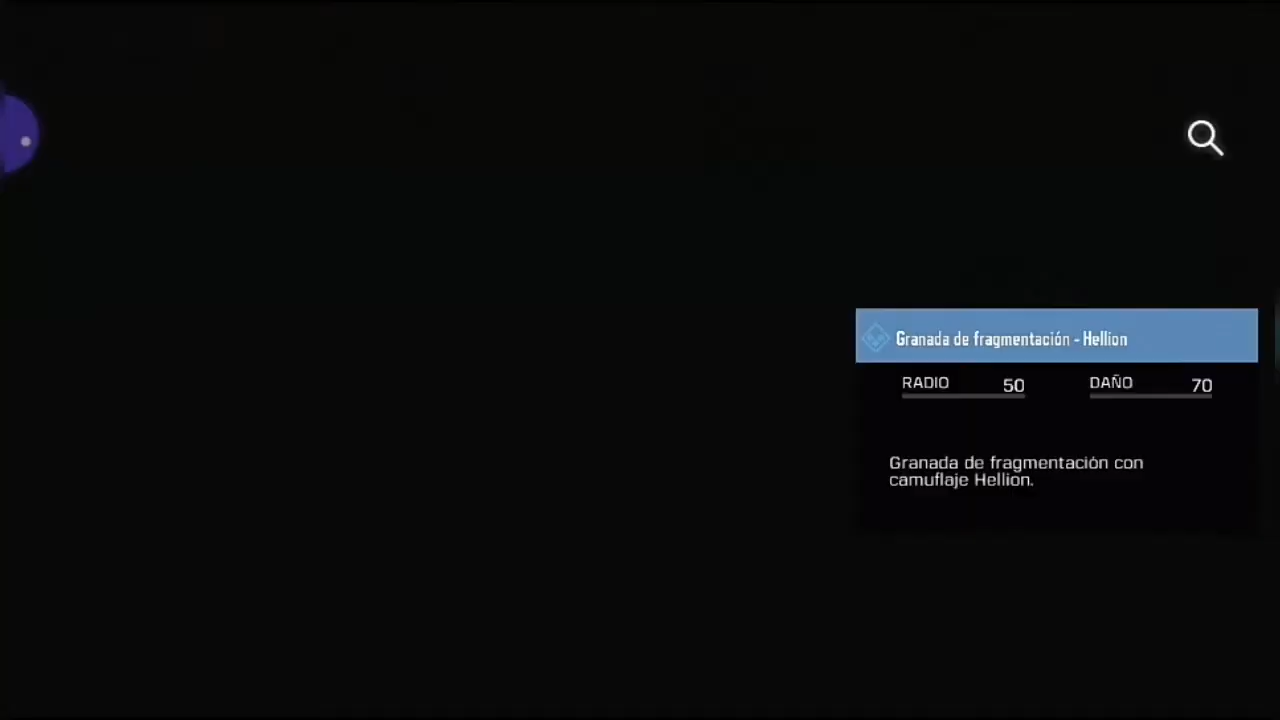 Granada de fragmentación - Hellion
RADIO 50 DAÑO 70
Granada de fragmentación con
camuflaje Hellion.